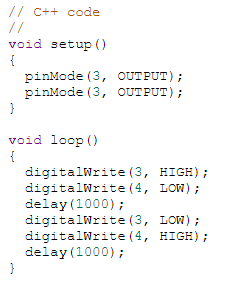 // C++ code
//
void setup()
{
  pinMode(3, OUTPUT);
  pinMode(3, OUTPUT);
}

void loop()
{
  digitalWrite(3, HIGH);
  digitalWrite(4, LOW);
  delay(1000);
  digitalWrite(3, LOW);
  digitalWrite(4, HIGH);
  delay(1000);
}